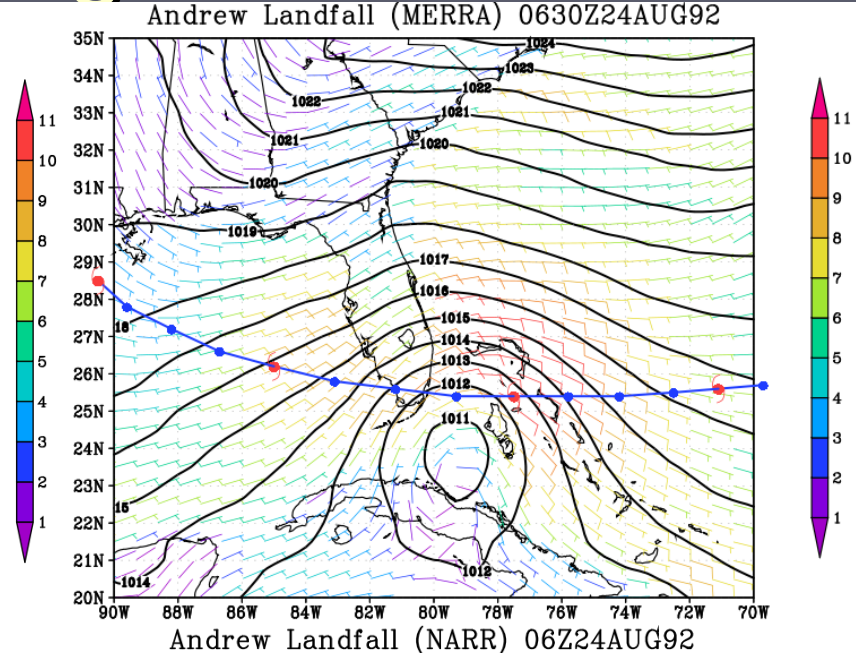 Andrew Landfall (MERRA) 0630Z24AUG92
35N
34N
33N
32N
31N
30N
29N
28N
27N
26N
25N
24N
23N
22N
21N
20N
90W 88W 86W 84W 82W 80W 78W 76W 74W 72W 70W
11
10
9
8
7
6
5
4
3
2
1
11
10
9
8
7
6
5
4
3
2
1
1024
1023
1022
1022
1021
1021
1020
1020
1019
1017
1016
18
1015
1014
1013
1012
1011
15
1014
1012
Andrew Landfall (NARR) 06Z24AUG92